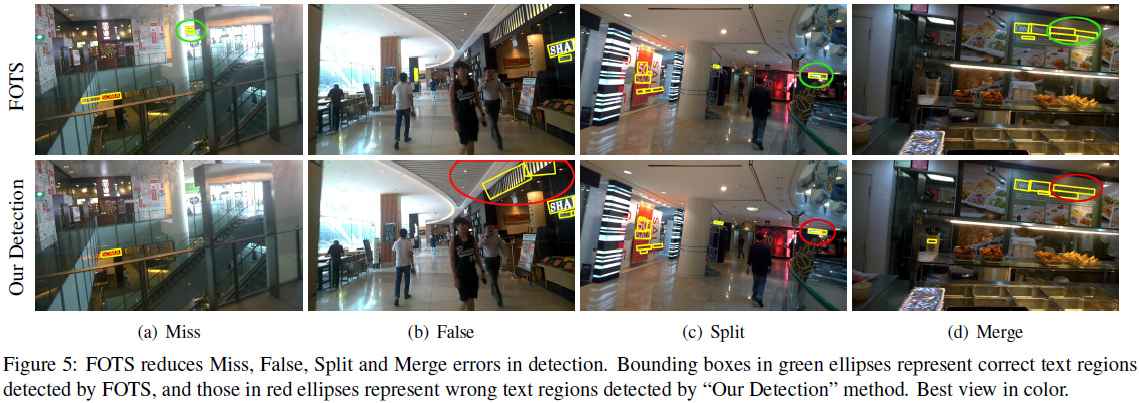 FOTS
SHA
Our Detection
SHA
(a) Miss
(b) False
(c) Split
(d) Merge
Figure 5: FOTS reduces Miss, False, Split and Merge errors in detection. Bounding boxes in green ellipses represent correct text regions
detected by FOTS, and those in red ellipses represent wrong text regions detected by “Our Detection” method. Best view in color.